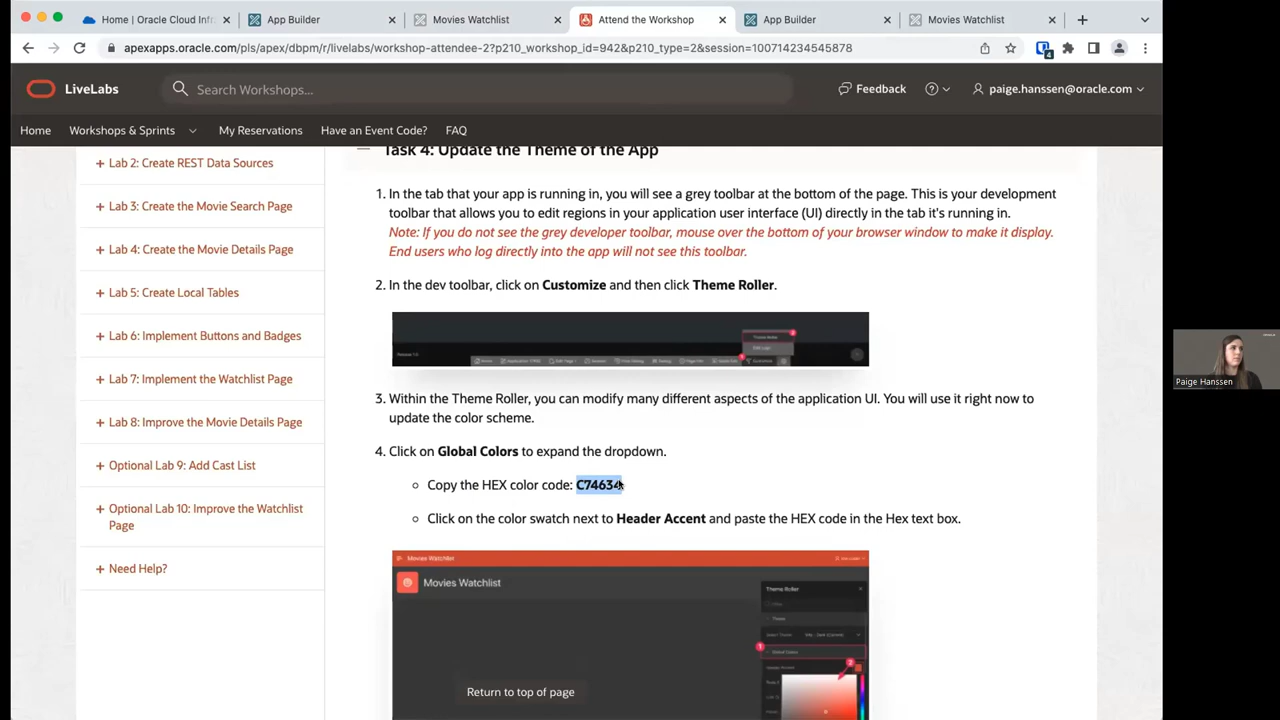 Home | Oracle Cloud Infr
App Builder
Movies Watchlist
Attend the Workshop
App Builder
Movies Watchlist
apexapps.oracle.com/pls/apex/dbpm/r/livelabs/workshop-attendee-2?p210_workshop_id=942&p210_type=2&session=100714234545878
LiveLabs
Search Workshops...
Feedback
paige.hanssen@oracle.com
Home Workshops & Sprints My Reservations Have an Event Code? FAQ
Task 4: Update the Theme of the App
+ Lab 2: Create REST Data Sources
+ Lab 3: Create the Movie Search Page
+ Lab 4: Create the Movie Details Page
+ Lab 5: Create Local Tables
+ Lab 6: Implement Buttons and Badges
+ Lab 7: Implement the Watchlist Page
+ Lab 8: Improve the Movie Details Page
+ Optional Lab 9: Add Cast List
+ Optional Lab 10: Improve the Watchlist
Page
+ Need Help?
1. In the tab that your app is running in, you will see a grey toolbar at the bottom of the page. This is your development
toolbar that allows you to edit regions in your application user interface (UI) directly in the tab it's running in.
Note: If you do not see the grey developer toolbar, mouse over the bottom of your browser window to make it display.
End users who log directly into the app will not see this toolbar.
2. In the dev toolbar, click on Customize and then click Theme Roller.
Theme Roller
Customize
3. Within the Theme Roller, you can modify many different aspects of the application UI. You will use it right now to
update the color scheme.
4. Click on Global Colors to expand the dropdown.
Copy the HEX color code: C74634
Click on the color swatch next to Header Accent and paste the HEX code in the Hex text box.
Movies Watchlist
Movies Watchlist
Theme Roller
Theme
Global Colors
Return to top of page
Paige Hanssen